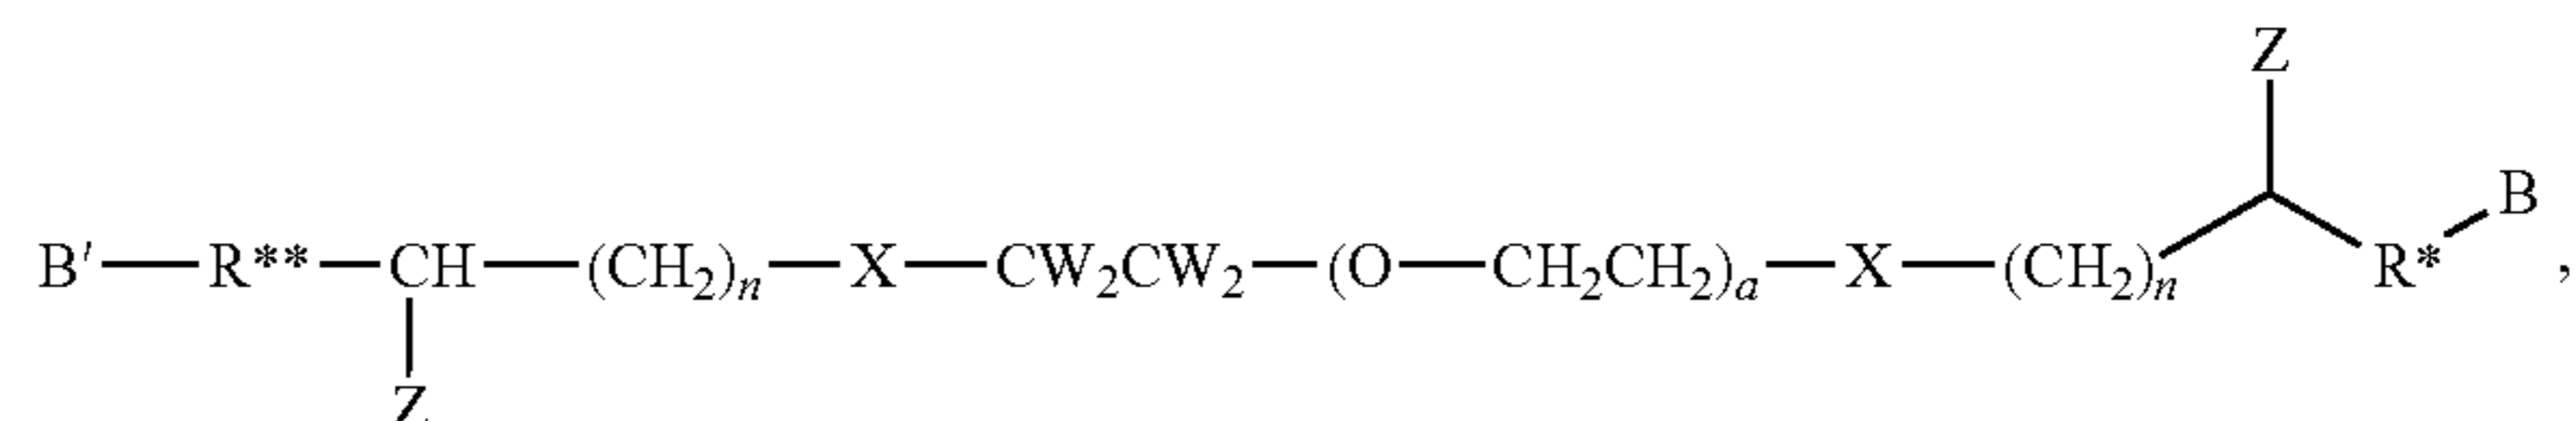 Z
B
B′—R**—CH—(CH₂)ₙ—X—CW₂CW₂—(O—CH₂CH₂)ₐ—X—(CH₂)ₙ R* ,
Z